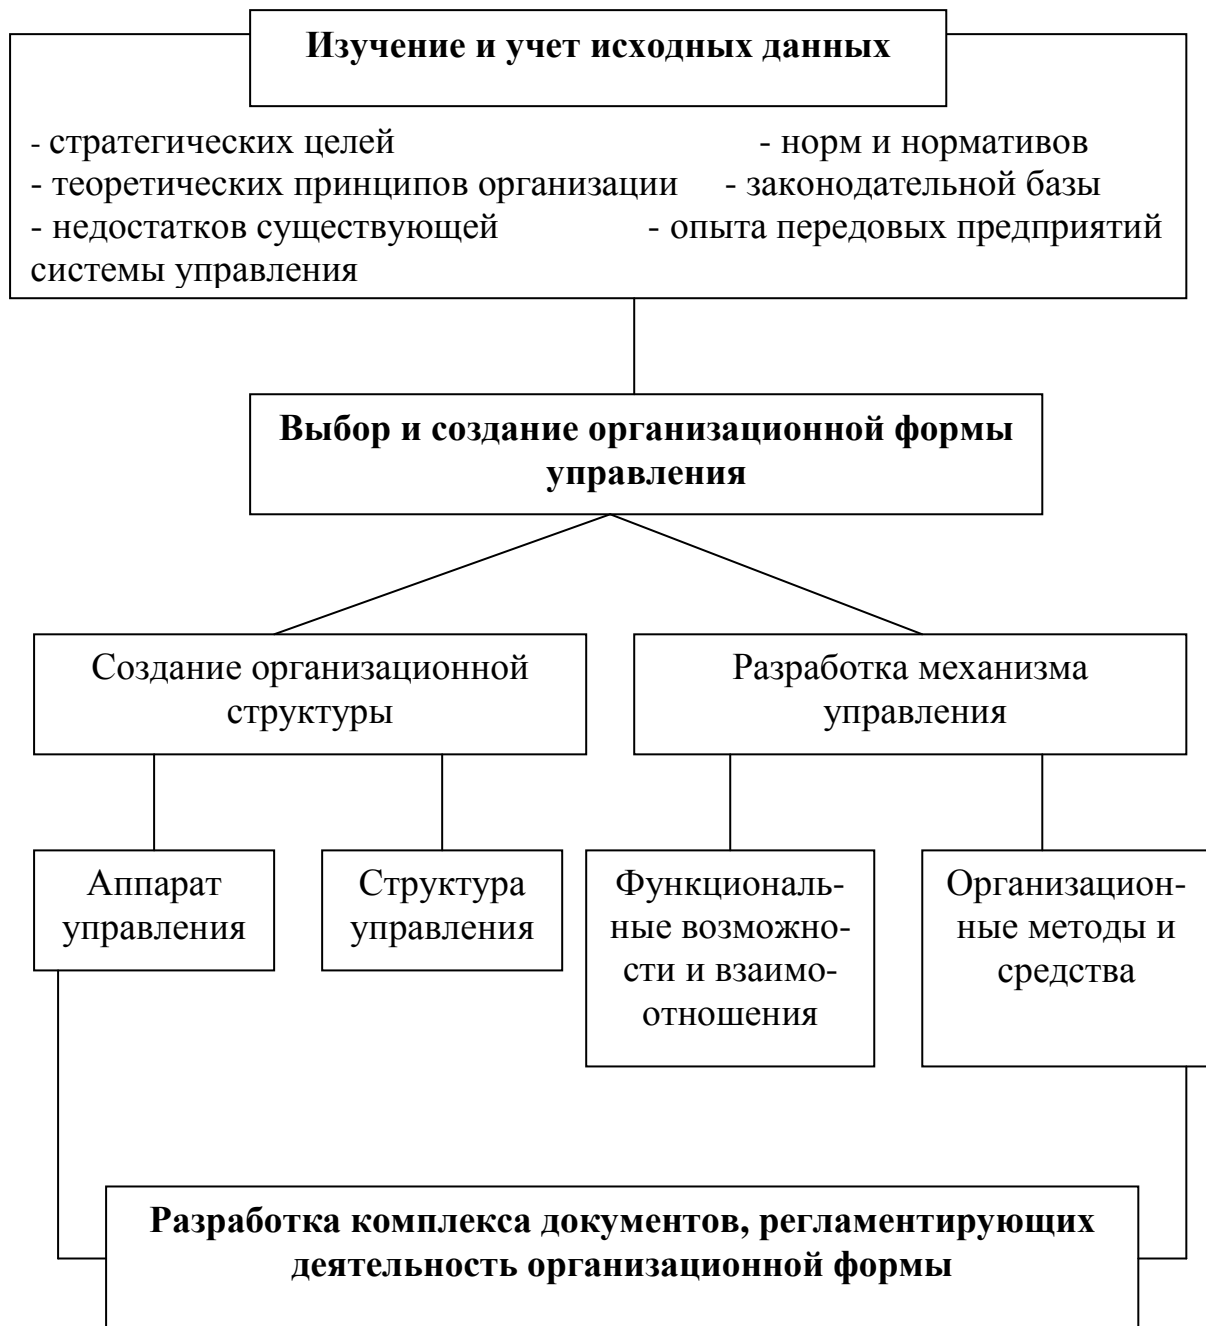 Изучение и учет исходных данных
- стратегических целей - норм и нормативов
- теоретических принципов организации - законодательной базы
- недостатков существующей - опыта передовых предприятий
системы управления
Выбор и создание организационной формы
управления
Создание организационной
структуры
Разработка механизма
управления
Аппарат
управления
Структура
управления
Функциональ-
ные возможно-
сти и взаимо-
отношения
Организацион-
ные методы и
средства
Разработка комплекса документов, регламентирующих
деятельность организационной формы